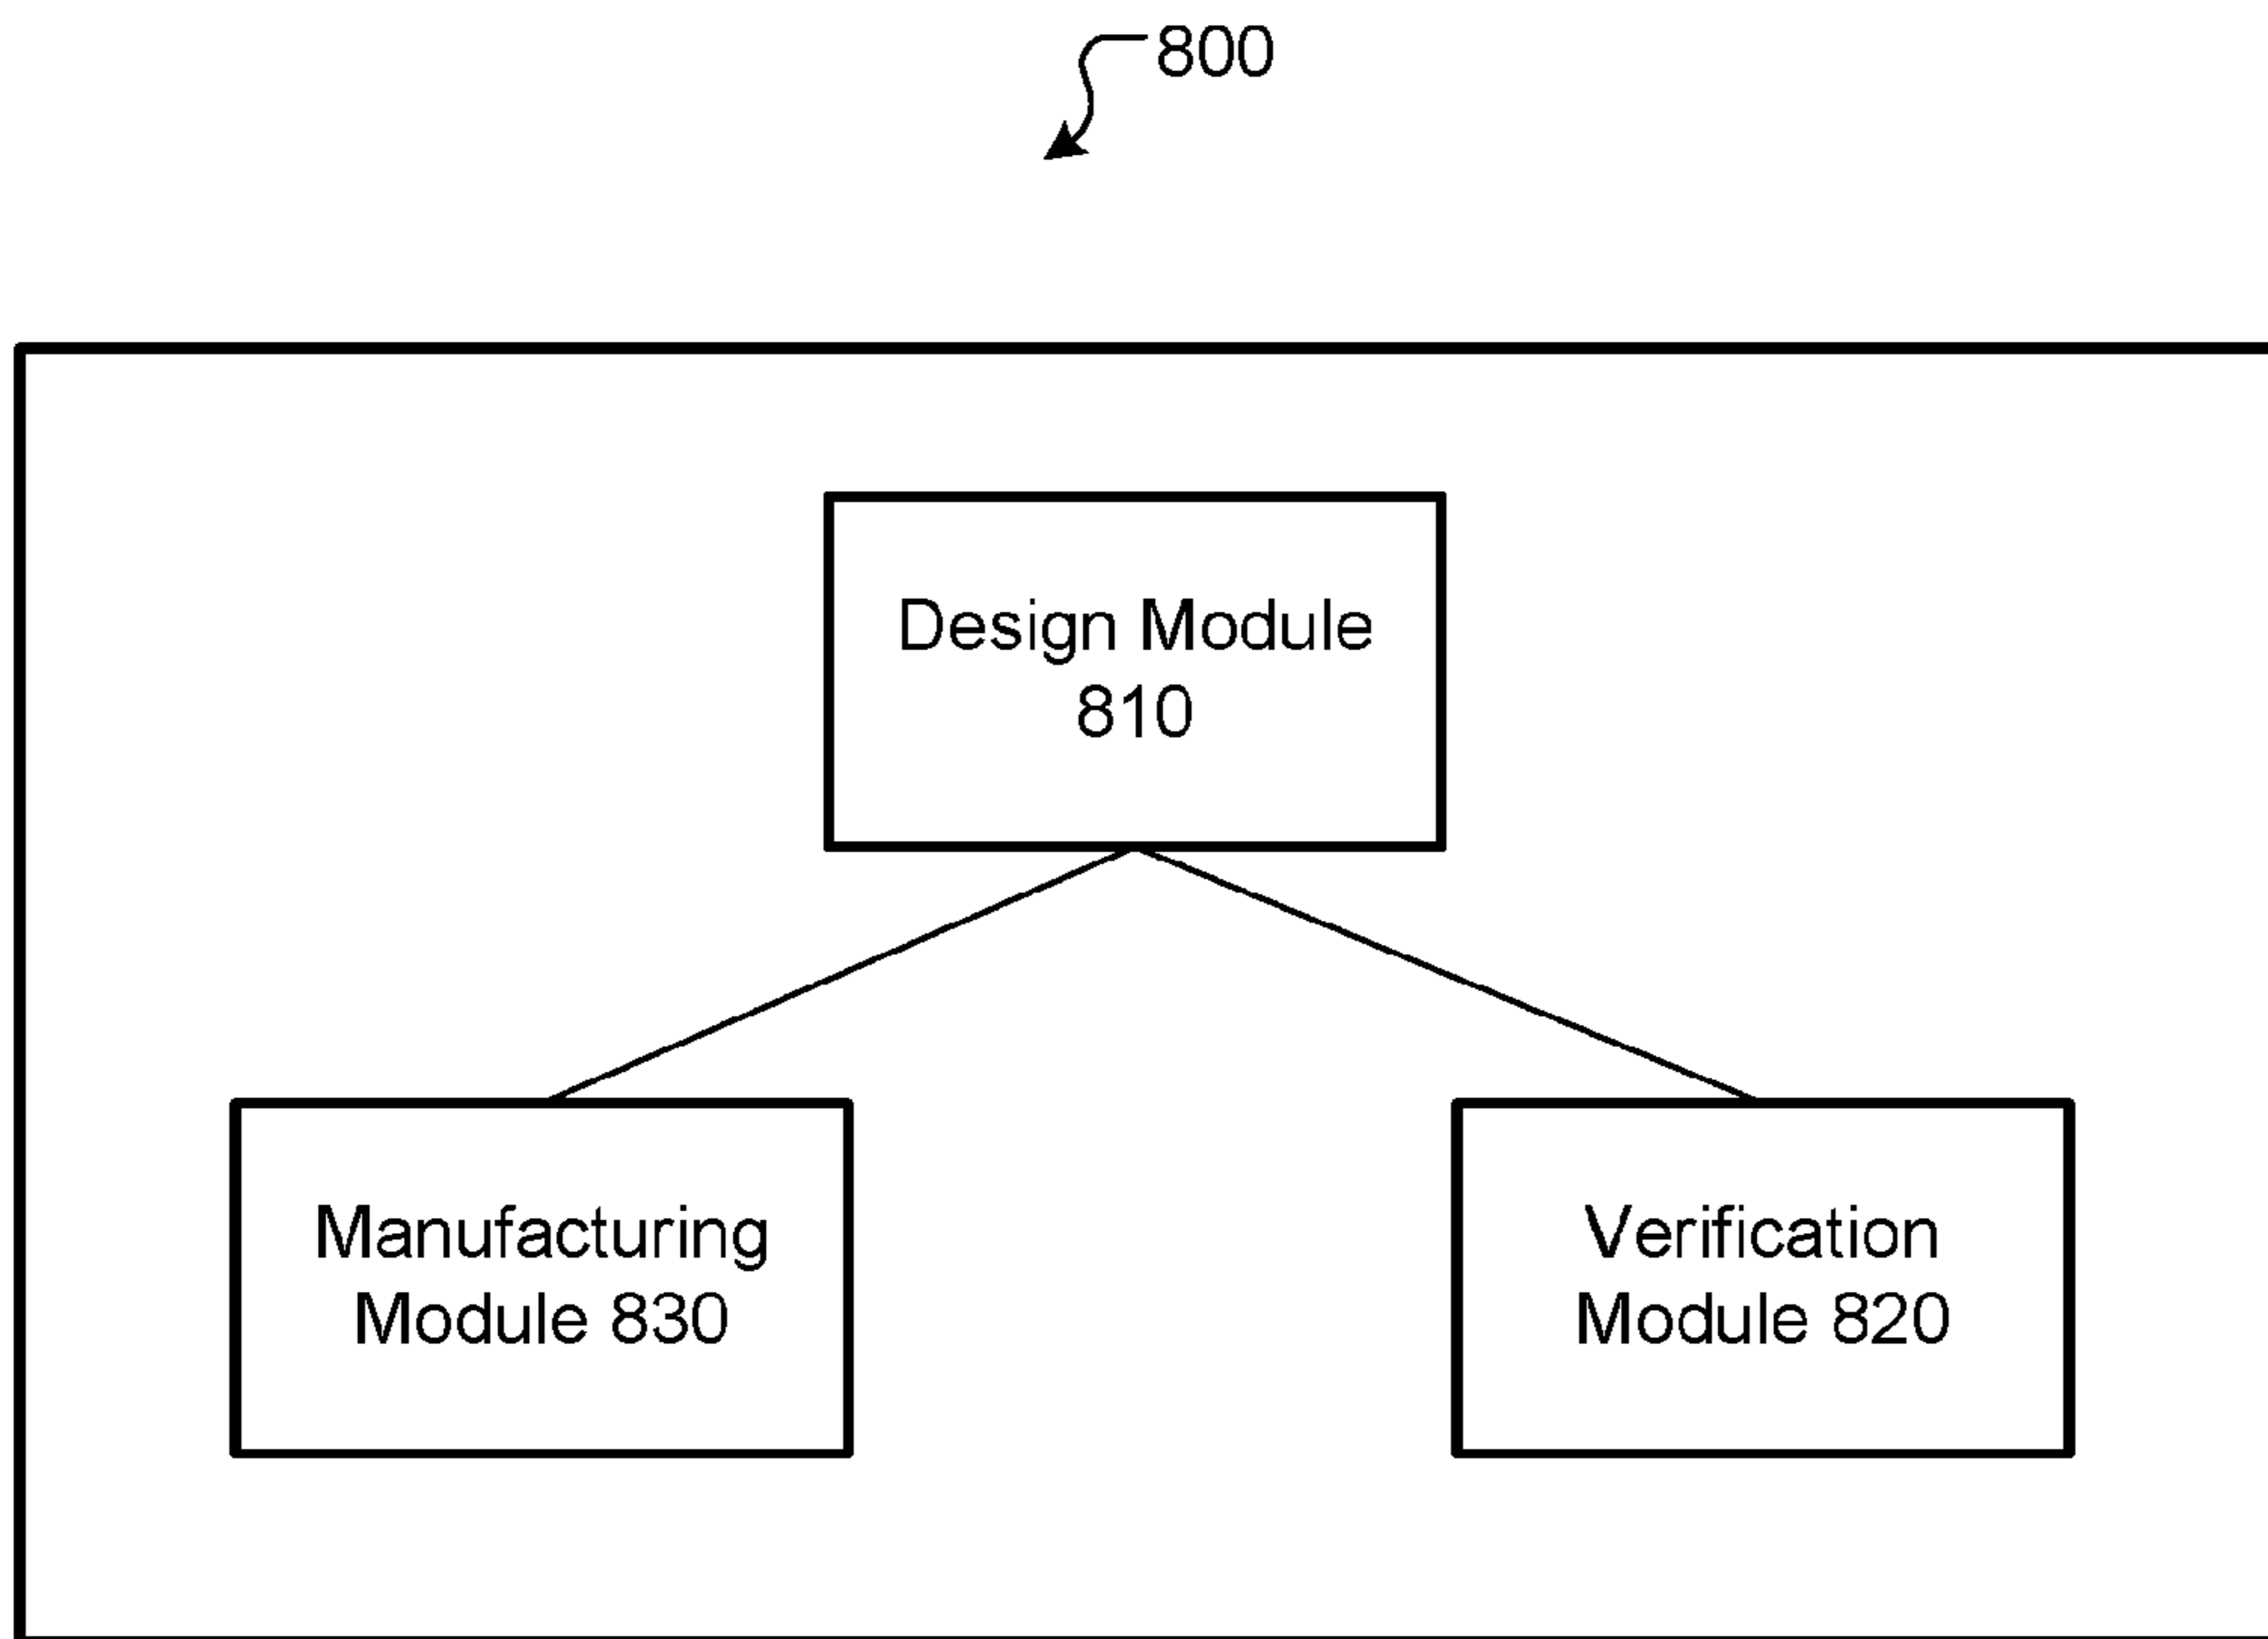 800
Design Module
810
Manufacturing
Module 830
Verification
Module 820